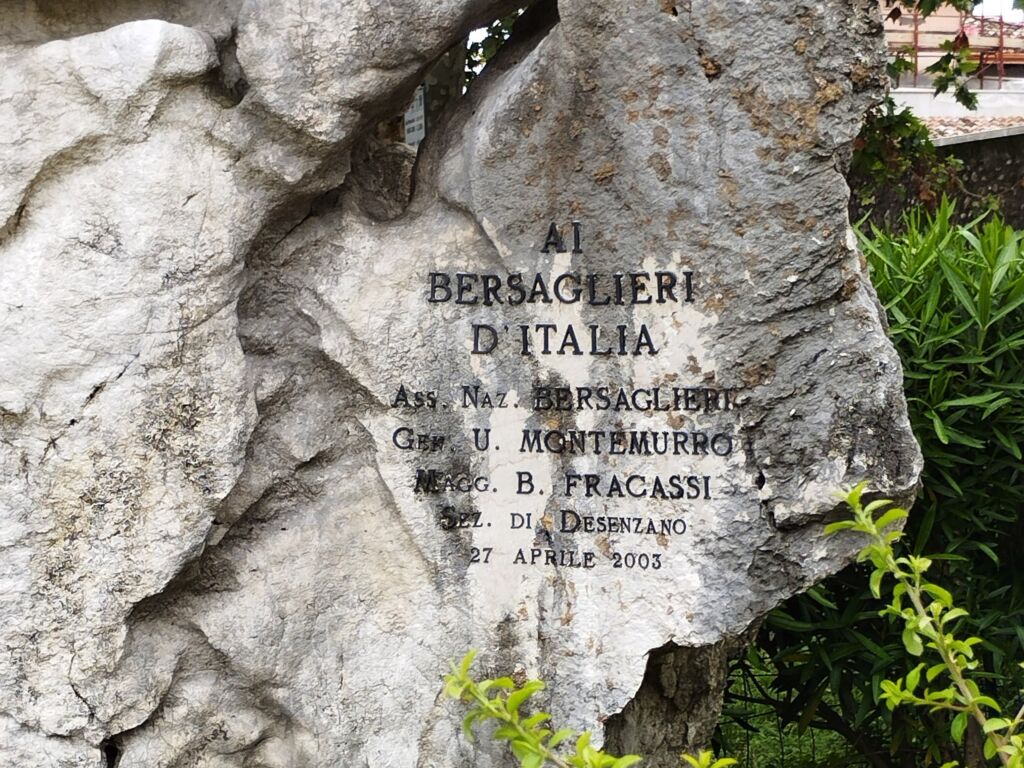 AI
BERSAGLIERI
D'ITALIA
ASS. NAZ. BERSAGLIERI
GEN. U. MONTEMURRO
MAGG. B. FRACASSI
SEZ. DI DESENZANO
27 APRILE 2003